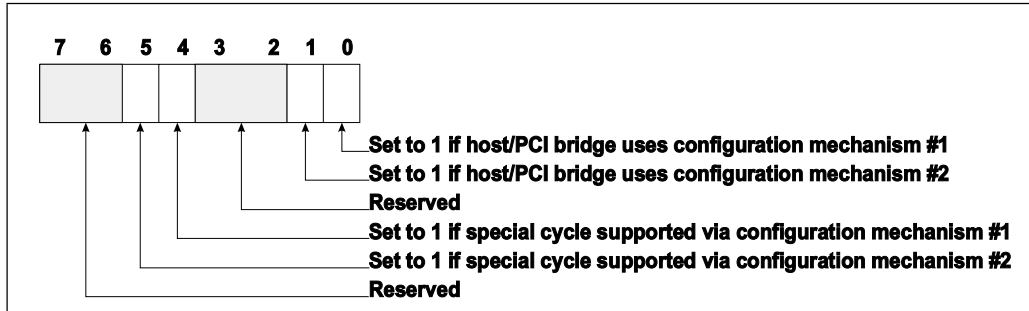 7 6 5 4 3 2 1 0
Set to 1 if host/PCI bridge uses configuration mechanism #1
Set to 1 if host/PCI bridge uses configuration mechanism #2
Reserved
Set to 1 if special cycle supported via configuration mechanism #1
Set to 1 if special cycle supported via configuration mechanism #2
Reserved